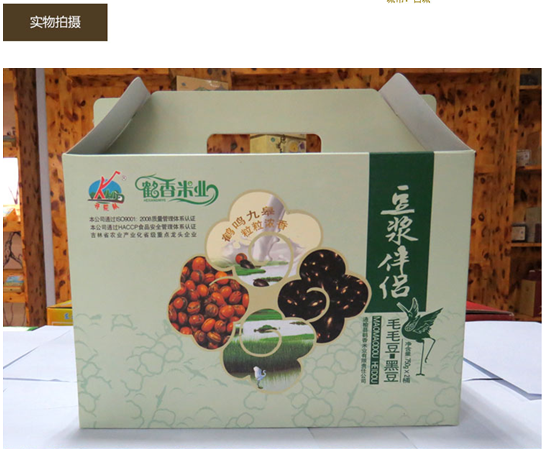 实物拍摄
鹤香米业
本公司通过ISO9001: 2008质量管理体系认证
本公司通过HACCP食品安全管理体系认证
吉林省农业产业化省级重点龙头企业
鹤鸣九皋
粒粒浓香
豆浆伴侣
毛毛豆 黑豆
MAOMAODOU HEIDOU